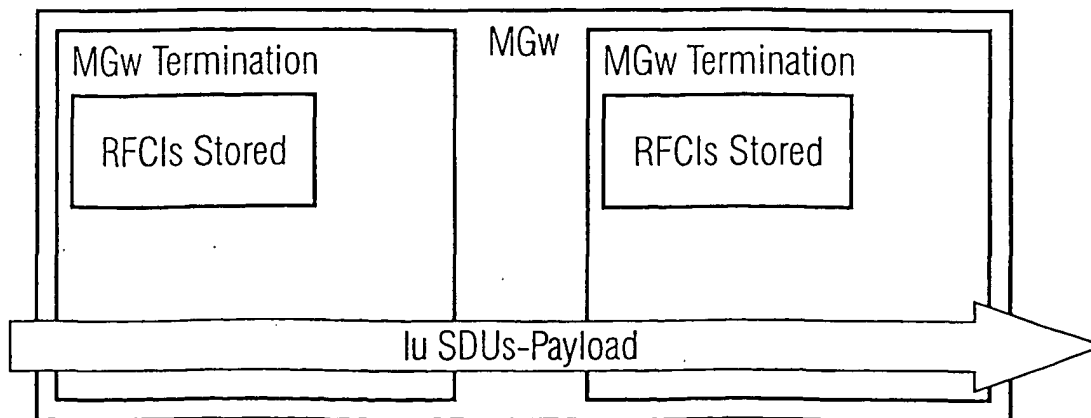 MGw
MGw Termination
MGw Termination
RFCIs Stored
RFCIs Stored
Iu SDUs-Payload